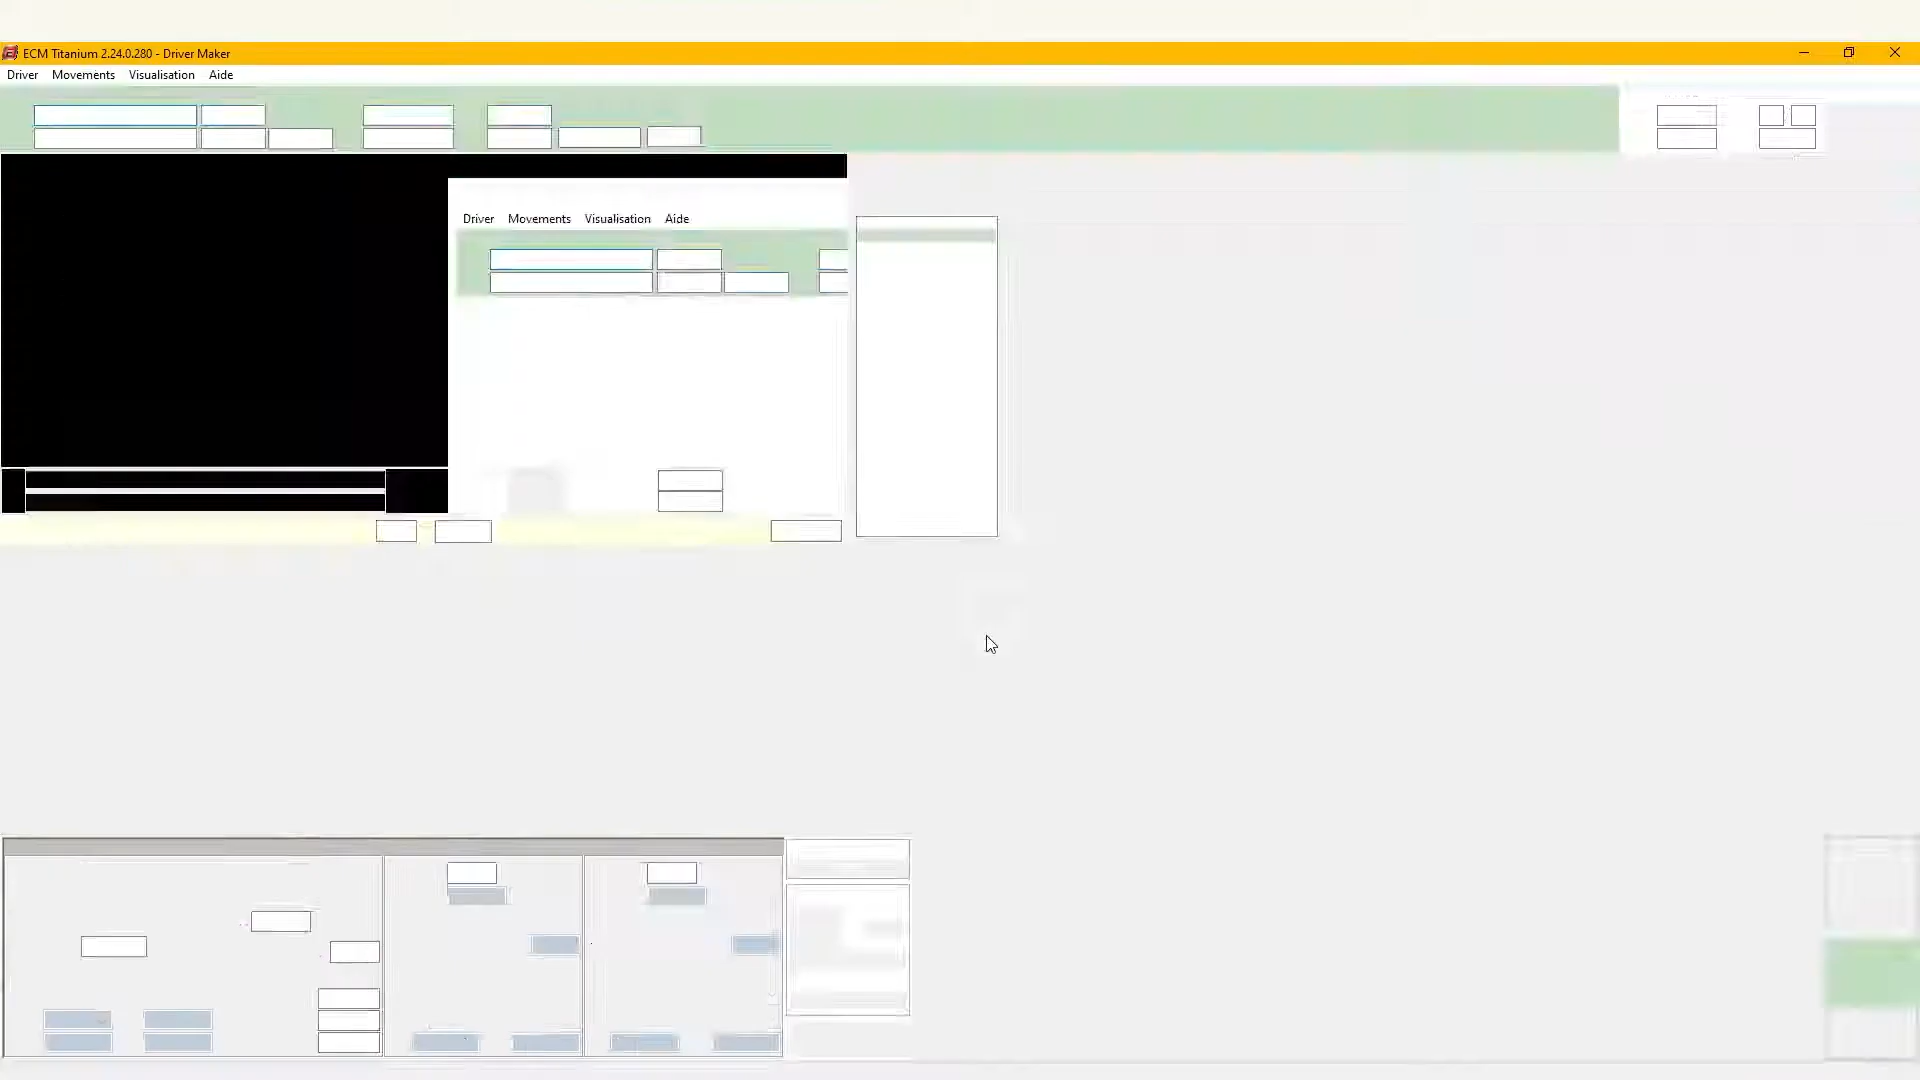 ECM Titanium 2.24.0.280 - Driver Maker
Driver Movements Visualisation Aide
Driver Movements Visualisation Aide